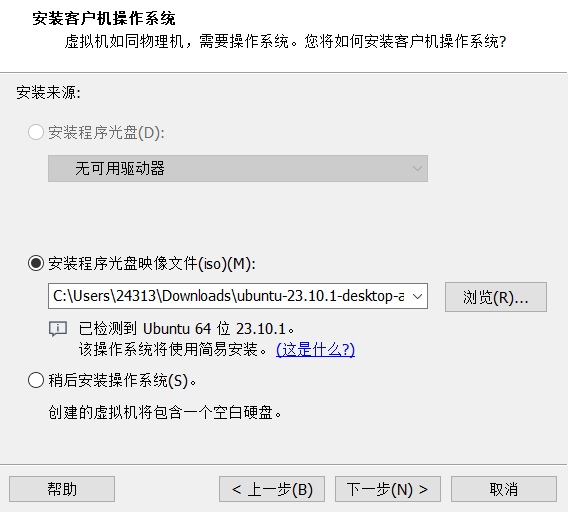 安装客户机操作系统
虚拟机如同物理机，需要操作系统。您将如何安装客户机操作系统?
安装来源:
安装程序光盘(D):
无可用驱动器
安装程序光盘映像文件(iso)(M):
C:\Users\24313\Downloads\ubuntu-23.10.1-desktop-a
浏览(R)...
已检测到 Ubuntu 64 位 23.10.1。
该操作系统将使用简易安装。 (这是什么?)
稍后安装操作系统(S)。
创建的虚拟机将包含一个空白硬盘。
帮助
< 上一步(B)
下一步(N) >
取消